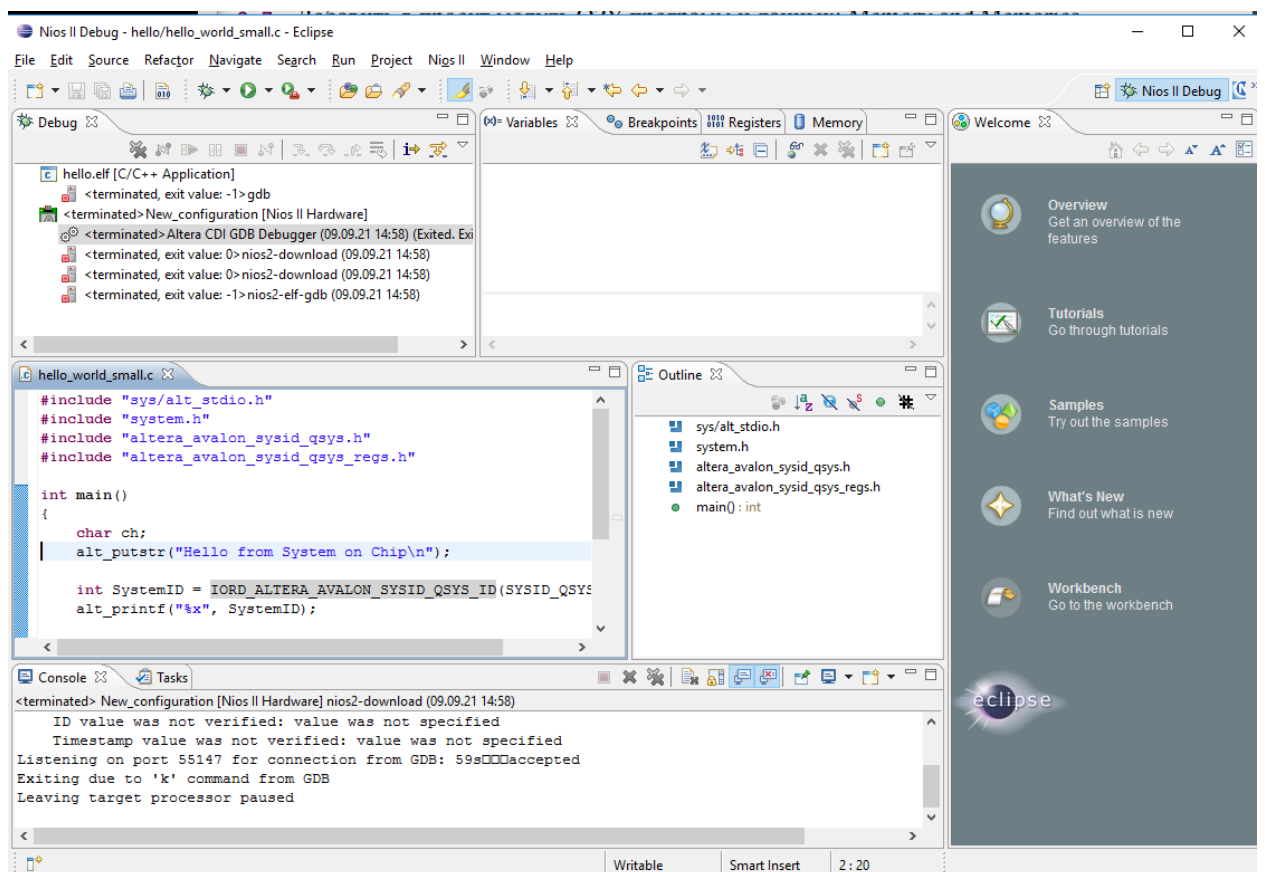 Nios II Debug - hello/hello_world_small.c - Eclipse
File Edit Source Refactor Navigate Search Run Project Nios II Window Help
Nios II Debug
Debug
hello.elf [C/C++ Application]
<terminated, exit value: -1>gdb
<terminated>New_configuration [Nios II Hardware]
<terminated>Altera CDI GDB Debugger (09.09.21 14:58) (Exited. Exi
<terminated, exit value: 0>nios2-download (09.09.21 14:58)
<terminated, exit value: 0>nios2-download (09.09.21 14:58)
<terminated, exit value: -1>nios2-elf-gdb (09.09.21 14:58)
(x)= Variables Breakpoints Registers Memory
Welcome
Overview
Get an overview of the
features
Tutorials
Go through tutorials
Samples
Try out the samples
What's New
Find out what is new
Workbench
Go to the workbench
eclipse
hello_world_small.c
#include "sys/alt_stdio.h"
#include "system.h"
#include "altera_avalon_sysid_qsys.h"
#include "altera_avalon_sysid_qsys_regs.h"
int main()
{
char ch;
alt_putstr("Hello from System on Chip\n");
int SystemID = IORD_ALTERA_AVALON_SYSID_QSYS_ID(SYSID_QSYS
alt_printf("%x", SystemID);
Outline
sys/alt_stdio.h
system.h
altera_avalon_sysid_qsys.h
altera_avalon_sysid_qsys_regs.h
main() : int
Console Tasks
<terminated> New_configuration [Nios II Hardware] nios2-download (09.09.21 14:58)
ID value was not verified: value was not specified
Timestamp value was not verified: value was not specified
Listening on port 55147 for connection from GDB: 59s□□□accepted
Exiting due to 'k' command from GDB
Leaving target processor paused
Writable Smart Insert 2 : 20